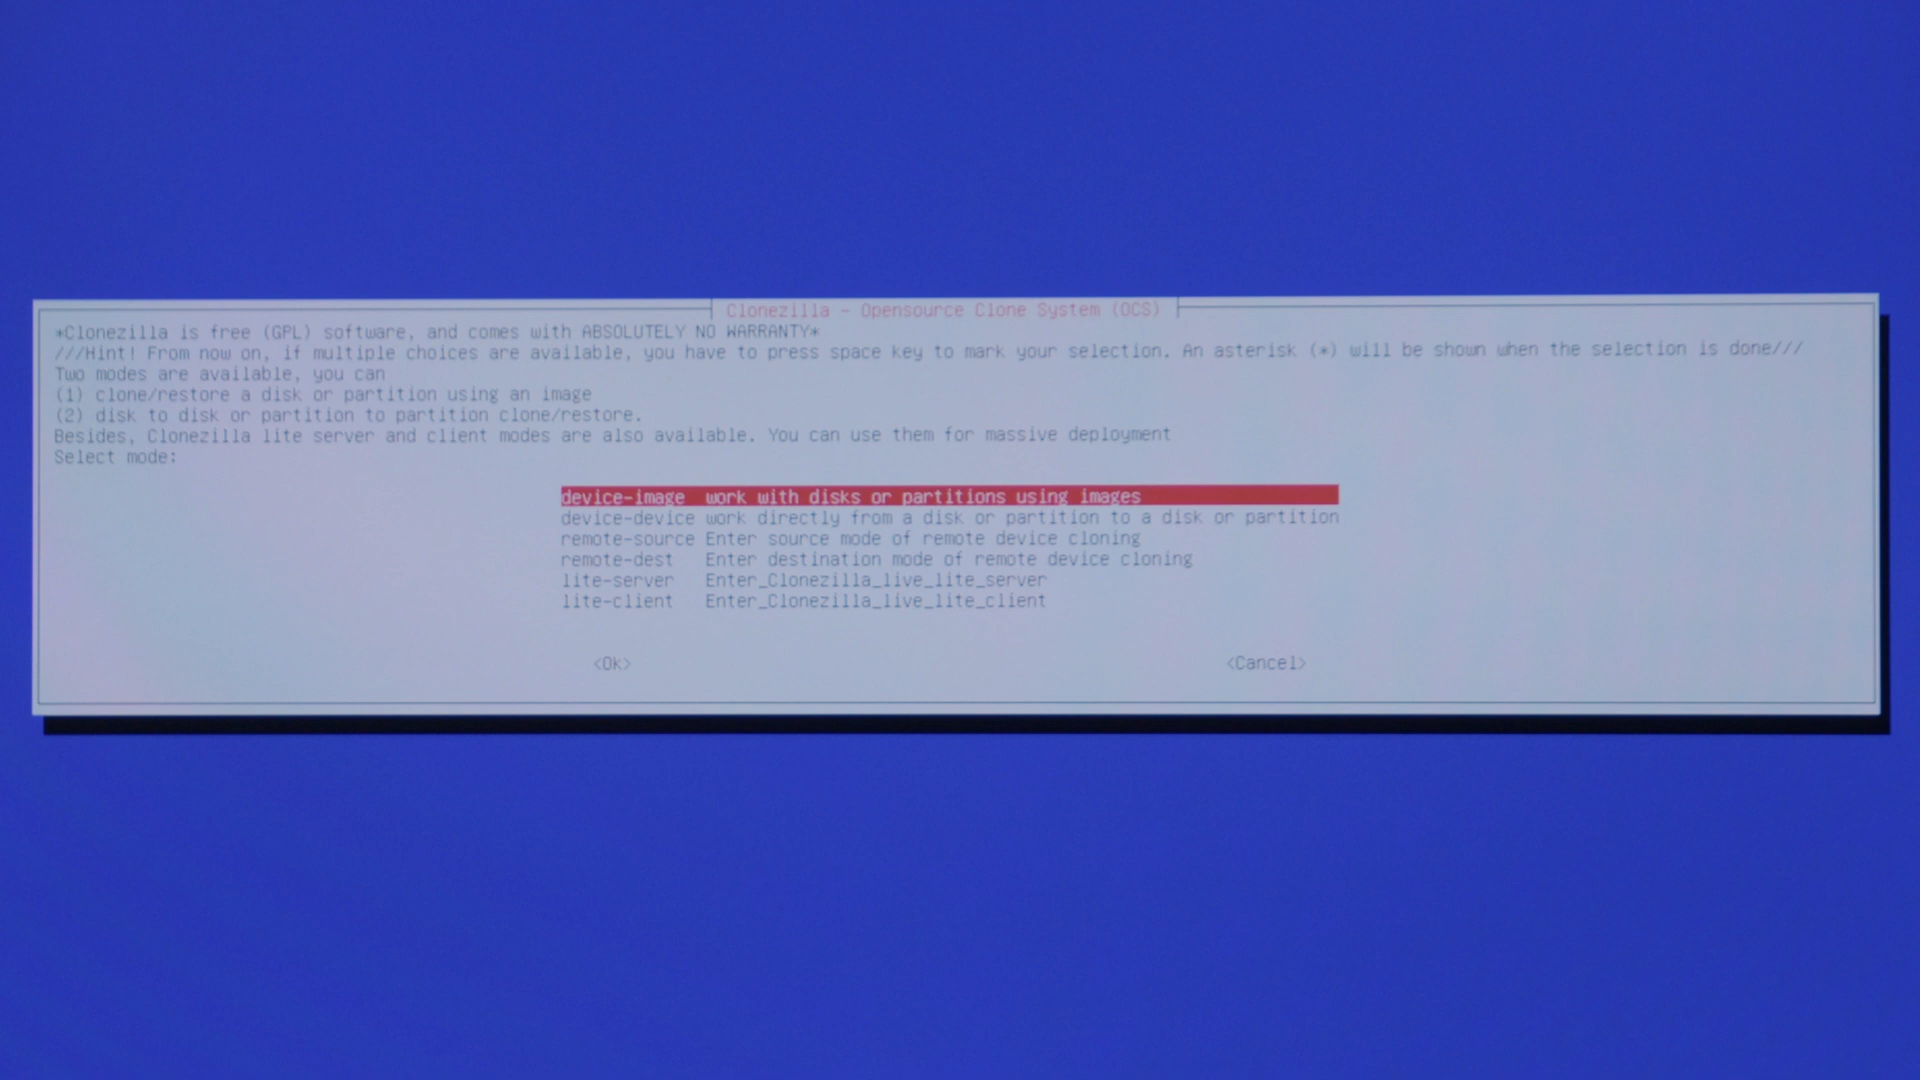 Clonezilla - Opensource Clone System (OCS)
*Clonezilla is free (GPL) software, and comes with ABSOLUTELY NO WARRANTY*
///Hint! From now on, if multiple choices are available, you have to press space key to mark your selection. An asterisk (*) will be shown when the selection is done///
Two modes are available, you can
(1) clone/restore a disk or partition using an image
(2) disk to disk or partition to partition clone/restore.
Besides, Clonezilla lite server and client modes are also available. You can use them for massive deployment
Select mode:
device-image work with disks or partitions using images
device-device work directly from a disk or partition to a disk or partition
remote-source Enter source mode of remote device cloning
remote-dest Enter destination mode of remote device cloning
lite-server Enter_Clonezilla_live_lite_server
lite-client Enter_Clonezilla_live_lite_client
<Ok> <Cancel>